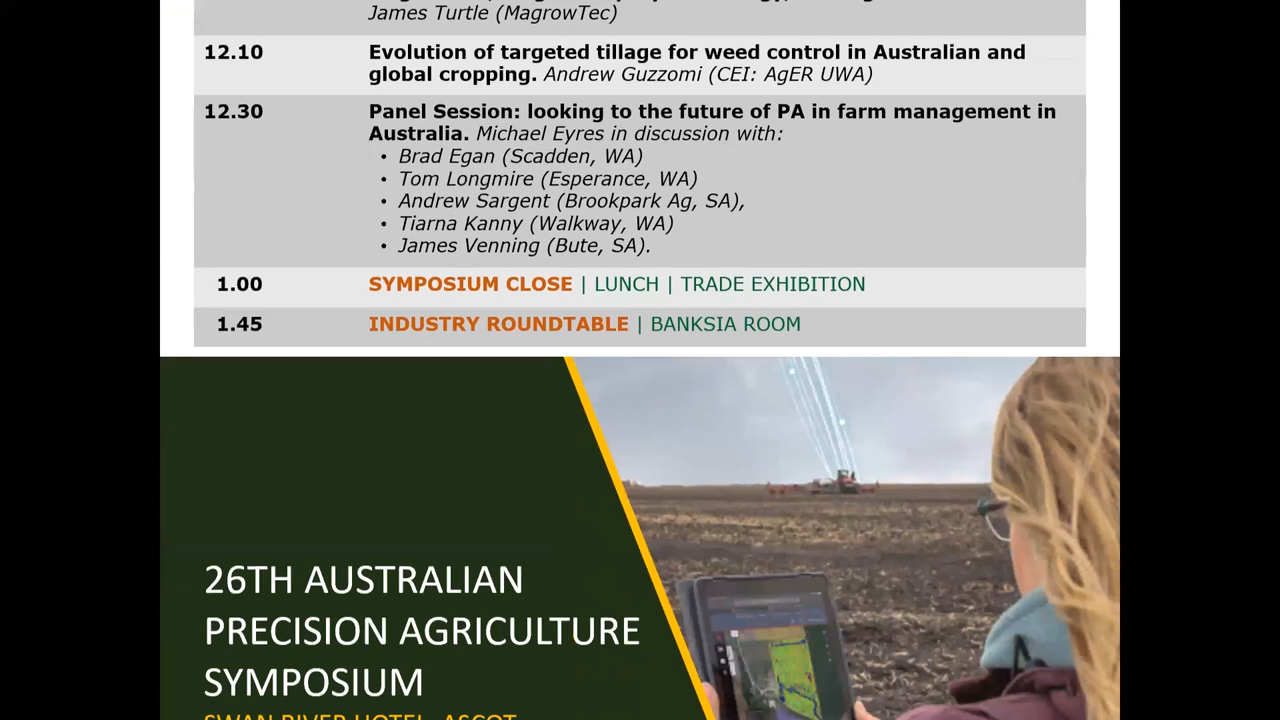 James Turtle (MagrowTec)
12.10 Evolution of targeted tillage for weed control in Australian and
global cropping. Andrew Guzzomi (CEI: AgER UWA)
12.30 Panel Session: looking to the future of PA in farm management in
Australia. Michael Eyres in discussion with:
• Brad Egan (Scadden, WA)
• Tom Longmire (Esperance, WA)
• Andrew Sargent (Brookpark Ag, SA),
• Tiarna Kanny (Walkway, WA)
• James Venning (Bute, SA).
1.00 SYMPOSIUM CLOSE | LUNCH | TRADE EXHIBITION
1.45 INDUSTRY ROUNDTABLE | BANKSIA ROOM
26TH AUSTRALIAN
PRECISION AGRICULTURE
SYMPOSIUM
SWAN RIVER HOTEL, ASCOT